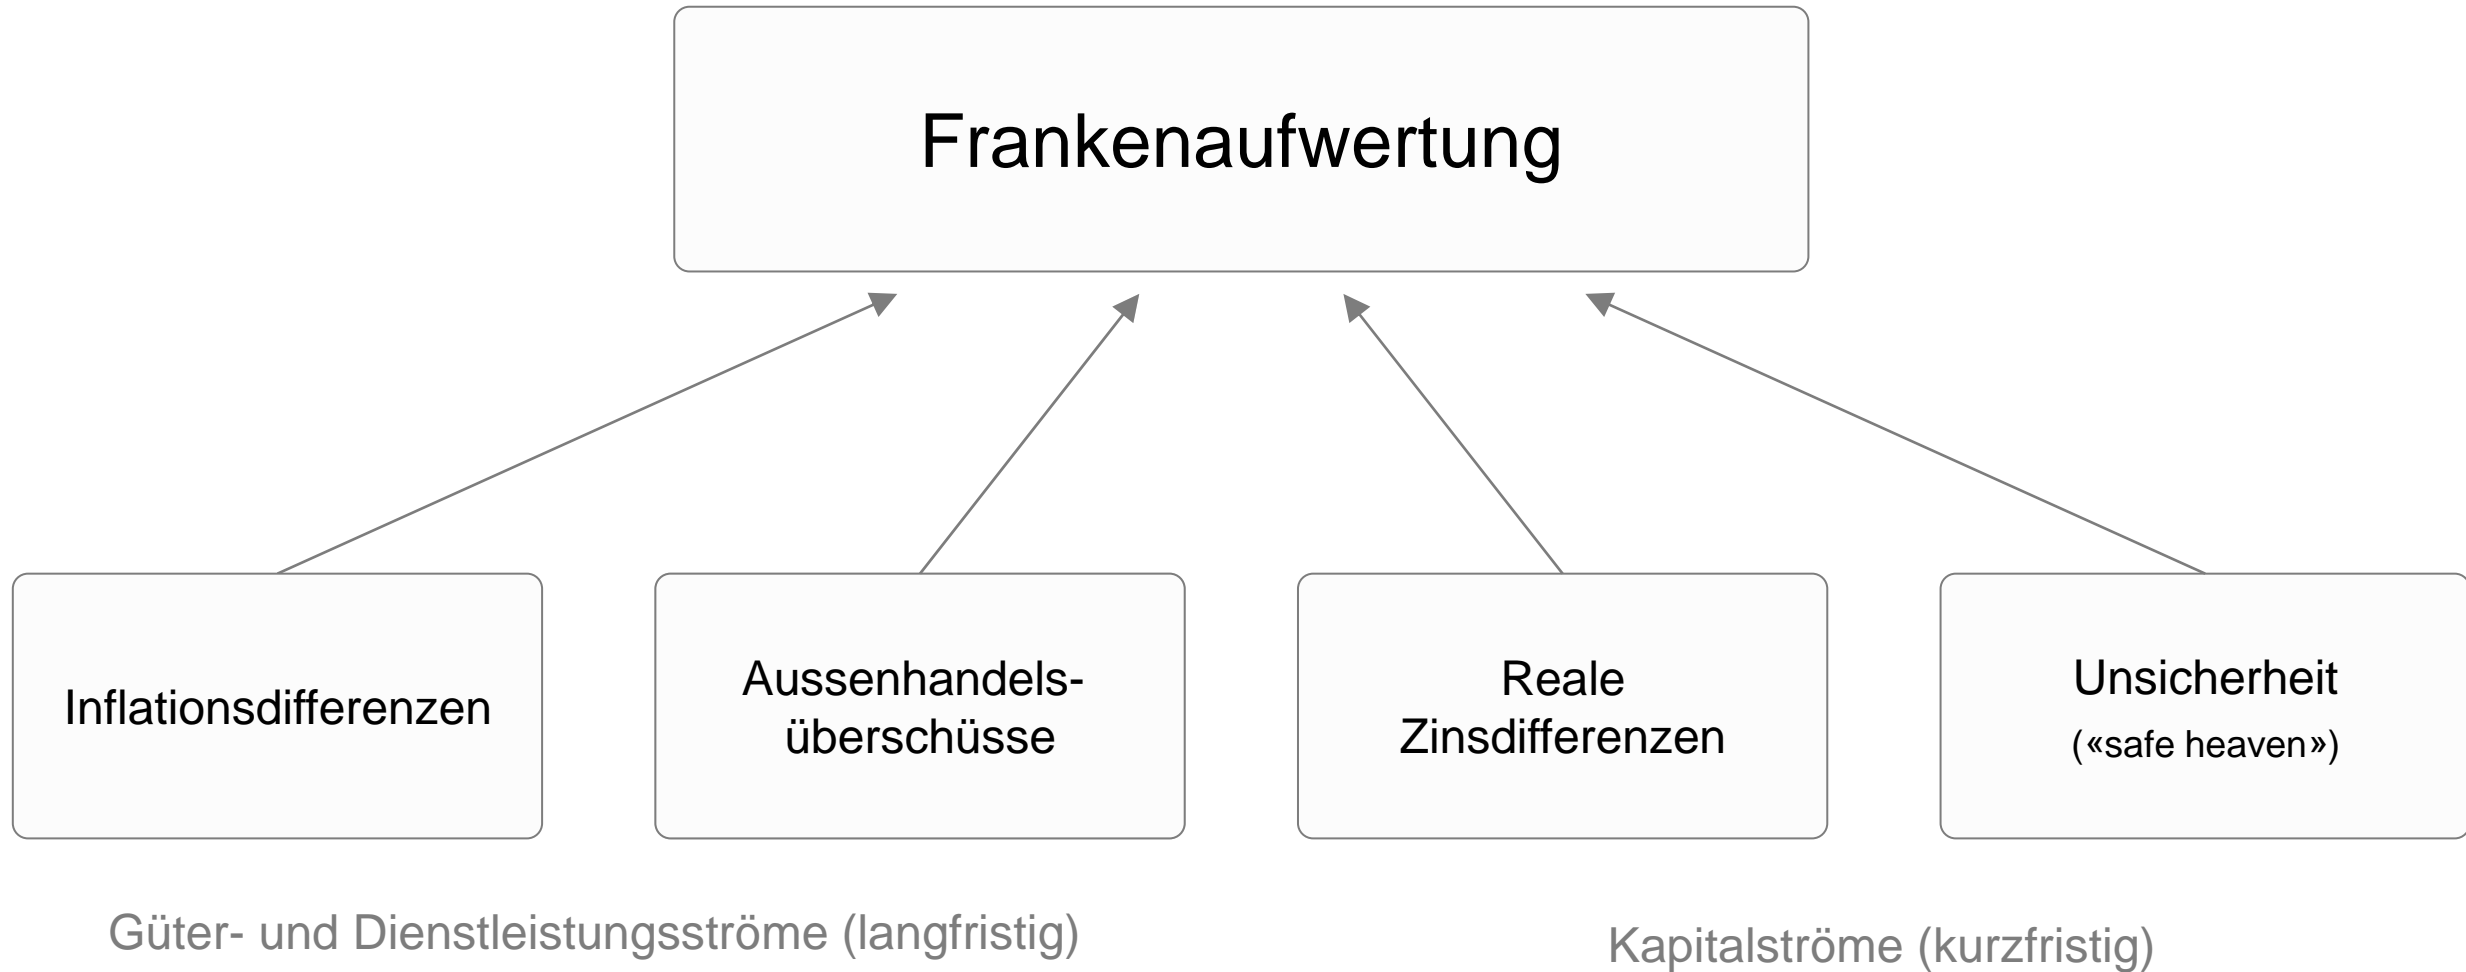 Frankenaufwertung
Inflationsdifferenzen
Aussenhandels-
überschüsse
Reale
Zinsdifferenzen
Unsicherheit
(«safe heaven»)
Güter- und Dienstleistungsströme (langfristig)
Kapitalströme (kurzfristig)